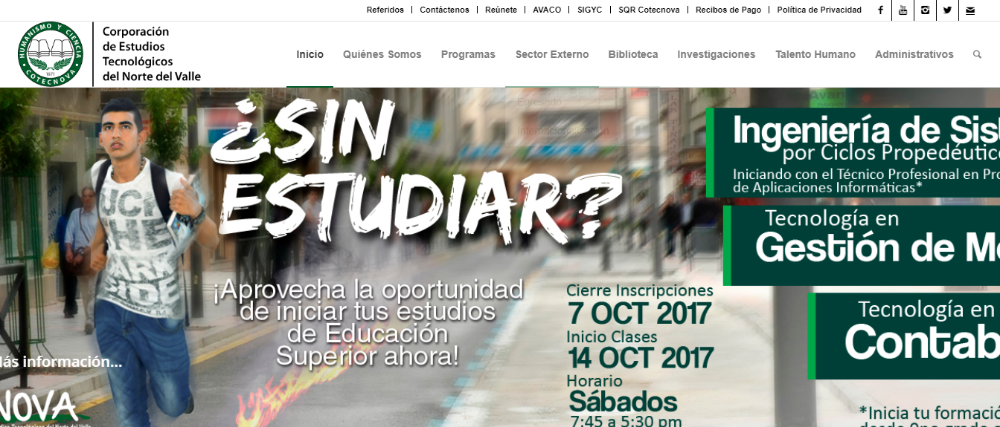 Referidos
Contáctenos
Reúnete
AVACO
SIGYC
SQR Cotecnova
Recibos de Pago
Política de Privacidad
HUMANISMO Y CIENCIA
1971
COTECNOVA
Corporación
de Estudios
Tecnológicos
del Norte del Valle
Inicio
Quiénes Somos
Programas
Sector Externo
Biblioteca
Investigaciones
Talento Humano
Administrativos
Egresado
Internacionalización
¿SIN
ESTUDIAR?
¡Aprovecha la oportunidad
de iniciar tus estudios
de Educación
Superior ahora!
Cierre Inscripciones
7 OCT 2017
Inicio Clases
14 OCT 2017
Horario
Sábados
7:45 a 5:30 pm
Ingeniería de Sis
por Ciclos Propedéutico
Iniciando con el Técnico Profesional en Pro
de Aplicaciones Informáticas*
Tecnología en
Gestión de Me
Tecnología en
Contab
*Inicia tu formació
ás información...
NOVA